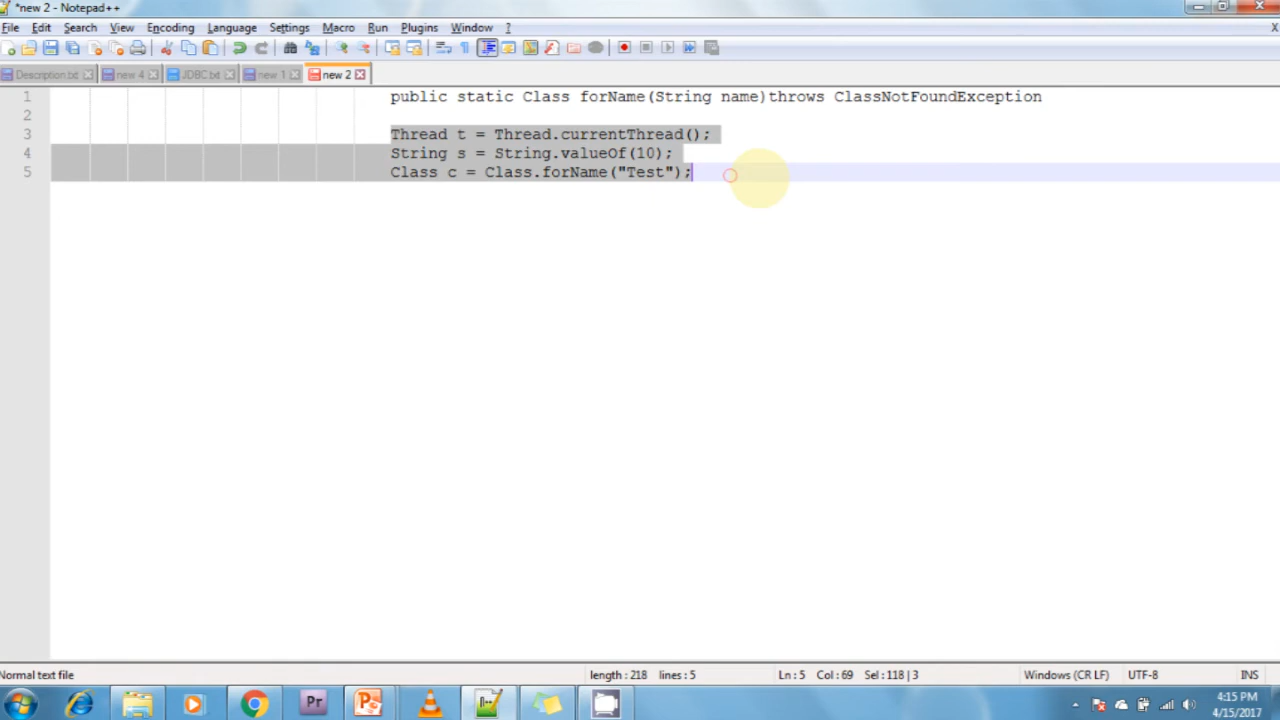 *new 2 - Notepad++
File Edit Search View Encoding Language Settings Macro Run Plugins Window ? X
Description.txt new 4 JDBC.txt new 1 new 2
1 public static Class forName(String name)throws ClassNotFoundException
2
3 Thread t = Thread.currentThread();
4 String s = String.valueOf(10);
5 Class c = Class.forName("Test");
Normal text file length : 218 lines : 5 Ln : 5 Col : 69 Sel : 118 | 3 Windows (CR LF) UTF-8 INS
Pr 4:15 PM
4/15/2017